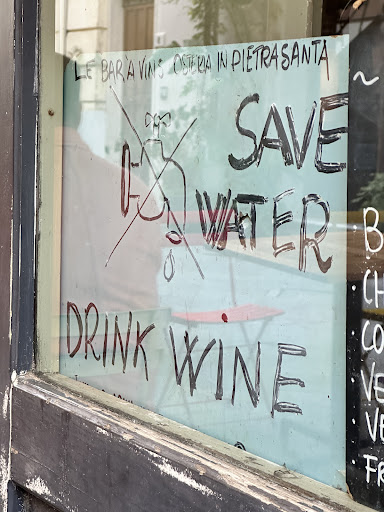 LE BAR A VINS OSTERIA IN PIETRASANTA
SAVE
WATER
DRINK WINE